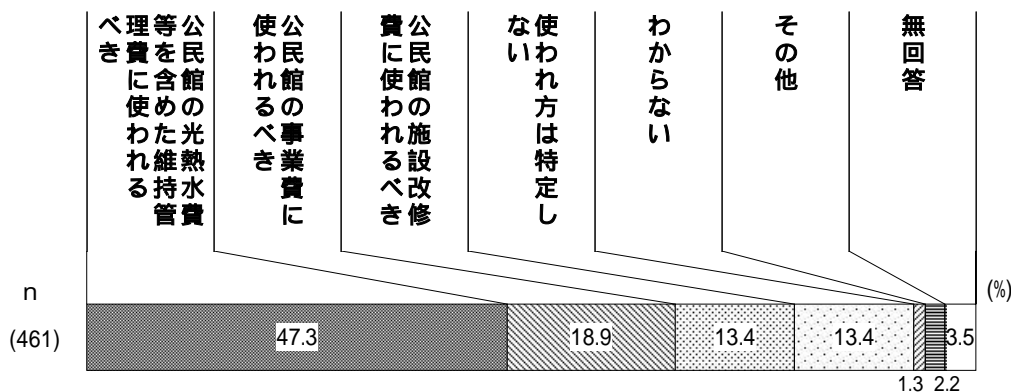 公民館の光熱水費
等を含めた維持管
理費に使われる
べき
公民館の事業費に
使われるべき
公民館の施設改修
費に使われるべき
使われ方は特定し
ない
わからない
その他
無回答
n
(%)
(461)
47.3
18.9
13.4
13.4
3.5
1.3
2.2